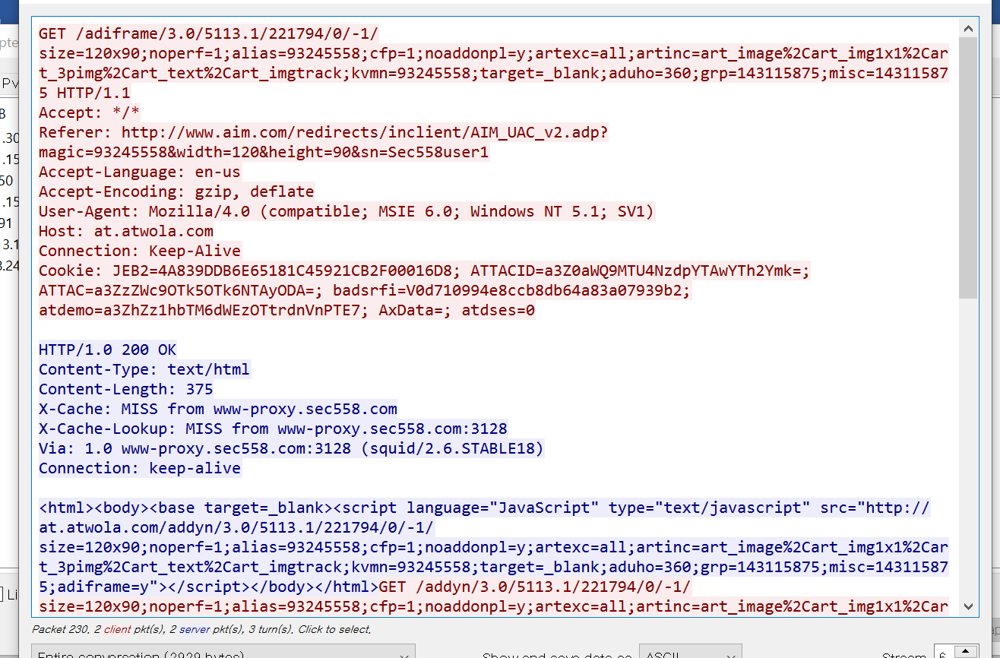 GET /adiframe/3.0/5113.1/221794/0/-1/
size=120x90;noperf=1;alias=93245558;cfp=1;noaddonpl=y;artexc=all;artinc=art_image%2Cart_img1x1%2Car
t_3pimg%2Cart_text%2Cart_imgtrack;kvmn=93245558;target=_blank;aduho=360;grp=143115875;misc=14311587
5 HTTP/1.1
Accept: */*
Referer: http://www.aim.com/redirects/inclient/AIM_UAC_v2.adp?
magic=93245558&width=120&height=90&sn=Sec558user1
Accept-Language: en-us
Accept-Encoding: gzip, deflate
User-Agent: Mozilla/4.0 (compatible; MSIE 6.0; Windows NT 5.1; SV1)
Host: at.atwola.com
Connection: Keep-Alive
Cookie: JEB2=4A839DDB6E65181C45921CB2F00016D8; ATTACID=a3Z0aWQ9MTU4NzdpYTAwYTh2Ymk=;
ATTAC=a3ZzZWc9OTk5OTk6NTAyODA=; badsrfi=V0d710994e8ccb8db64a83a07939b2;
atdemo=a3ZhZz1hbTM6dWEzOTtrdnVnPTE7; AxData=; atdses=0
HTTP/1.0 200 OK
Content-Type: text/html
Content-Length: 375
X-Cache: MISS from www-proxy.sec558.com
X-Cache-Lookup: MISS from www-proxy.sec558.com:3128
Via: 1.0 www-proxy.sec558.com:3128 (squid/2.6.STABLE18)
Connection: keep-alive
<html><body><base target=_blank><script language="JavaScript" type="text/javascript" src="http://
at.atwola.com/addyn/3.0/5113.1/221794/0/-1/
size=120x90;noperf=1;alias=93245558;cfp=1;noaddonpl=y;artexc=all;artinc=art_image%2Cart_img1x1%2Car
t_3pimg%2Cart_text%2Cart_imgtrack;kvmn=93245558;target=_blank;aduho=360;grp=143115875;misc=14311587
5;adiframe=y"></script></body></html>GET /addyn/3.0/5113.1/221794/0/-1/
size=120x90;noperf=1;alias=93245558;cfp=1;noaddonpl=y;artexc=all;artinc=art_image%2Cart_img1x1%2Car
Packet 230. 2 client pkt(s), 2 server pkt(s), 3 turn(s). Click to select.
Entire conversation (2929 bytes)
Show and save data as ASCII
Stream 6